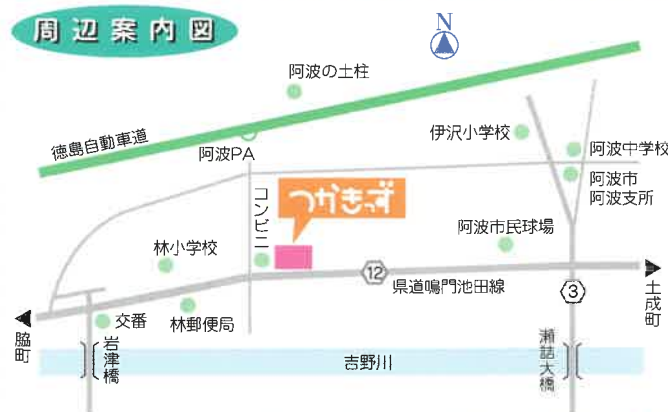 周辺案内図
N
阿波の土柱
徳島自動車道
阿波PA
伊沢小学校
阿波中学校
阿波市
阿波支所
コンビニ
つかきっず
阿波市民球場
林小学校
12
県道鳴門池田線
3
土成町
脇町
交番
林郵便局
岩津橋
吉野川
瀬詰大橋